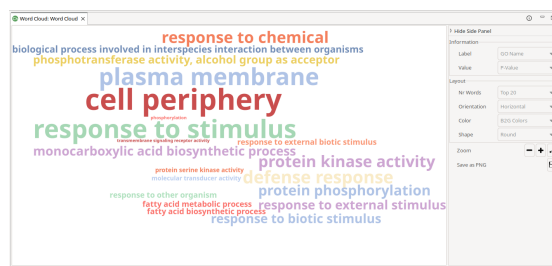 Word Cloud: Word Cloud ×
response to chemical
biological process involved in interspecies interaction between organisms
phosphotransferase activity, alcohol group as acceptor
plasma membrane
cell periphery
phosphorylation
response to stimulus
transmembrane signaling receptor activity
response to external biotic stimulus
monocarboxylic acid biosynthetic process
protein kinase activity
protein serine kinase activity
defense response
molecular transducer activity
protein phosphorylation
response to other organism
fatty acid metabolic process
response to external stimulus
fatty acid biosynthetic process
response to biotic stimulus
Hide Side Panel
Information
Label GO Name
Value P-Value
Layout
Nr Words Top 20
Orientation Horizontal
Color B2G Colors
Shape Round
Zoom
Save as PNG